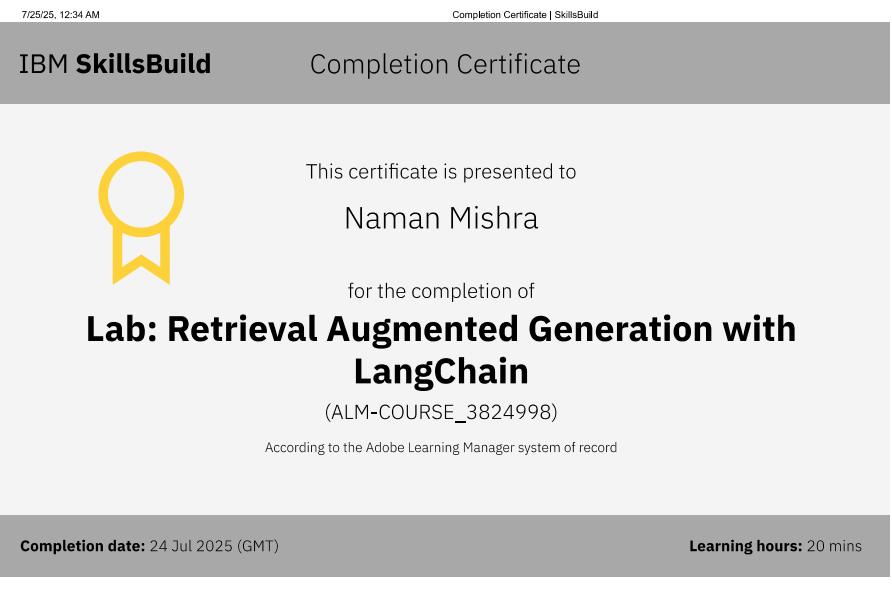 7/25/25, 12:34 AM
Completion Certificate | SkillsBuild
IBM SkillsBuild
Completion Certificate
This certificate is presented to
Naman Mishra
for the completion of
Lab: Retrieval Augmented Generation with
LangChain
(ALM-COURSE_3824998)
According to the Adobe Learning Manager system of record
Completion date: 24 Jul 2025 (GMT)
Learning hours: 20 mins